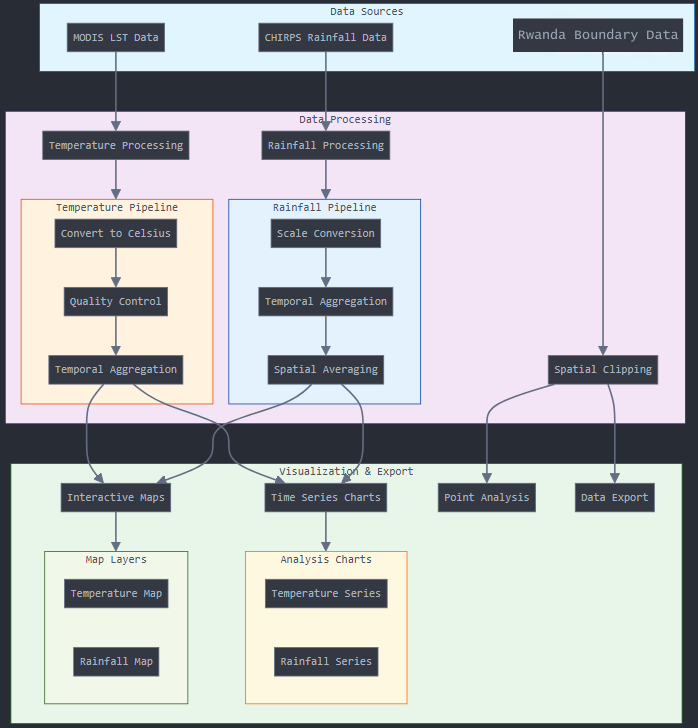 Data Sources
MODIS LST Data
CHIRPS Rainfall Data
Rwanda Boundary Data
Data Processing
Temperature Processing
Rainfall Processing
Temperature Pipeline
Convert to Celsius
Quality Control
Temporal Aggregation
Rainfall Pipeline
Scale Conversion
Temporal Aggregation
Spatial Averaging
Spatial Clipping
Visualization & Export
Interactive Maps
Time Series Charts
Point Analysis
Data Export
Map Layers
Temperature Map
Rainfall Map
Analysis Charts
Temperature Series
Rainfall Series